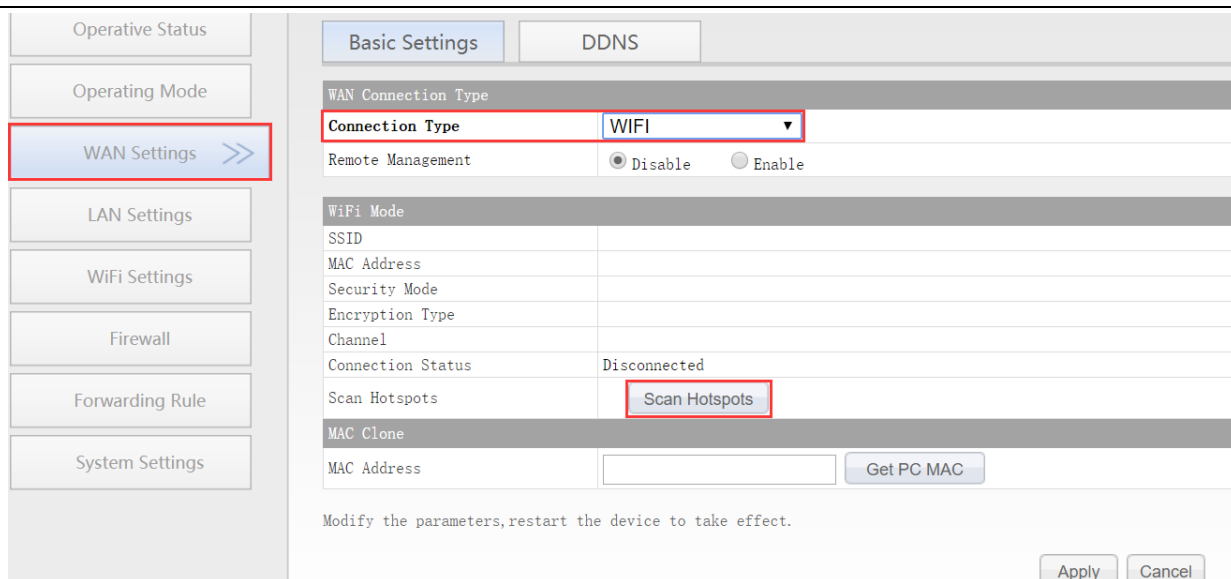 Operative Status
Operating Mode
WAN Settings
LAN Settings
WiFi Settings
Firewall
Forwarding Rule
System Settings
Basic Settings DDNS
WAN Connection Type
Connection Type WIFI
Remote Management Disable Enable
WiFi Mode
SSID
MAC Address
Security Mode
Encryption Type
Channel
Connection Status Disconnected
Scan Hotspots Scan Hotspots
MAC Clone
MAC Address Get PC MAC
Modify the parameters,restart the device to take effect.
Apply Cancel